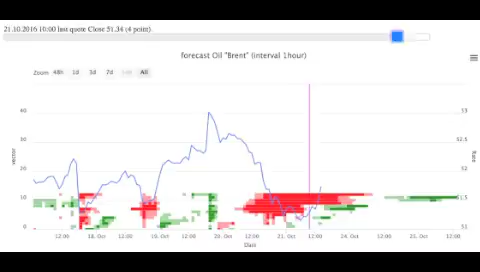 21.10.2016 10:00 last quote Close 51.34 (4 point)
forecast Oil "Brent" (interval 1hour)
Zoom 48h 1d 3d 7d All
40 53
30 52.5
20 52
10 51.5
0 51
vector
Rate
12:00 18. Oct 12:00 19. Oct 12:00 20. Oct 12:00 21. Oct 12:00 24. Oct 12:00 25. Oct 12:00
Date